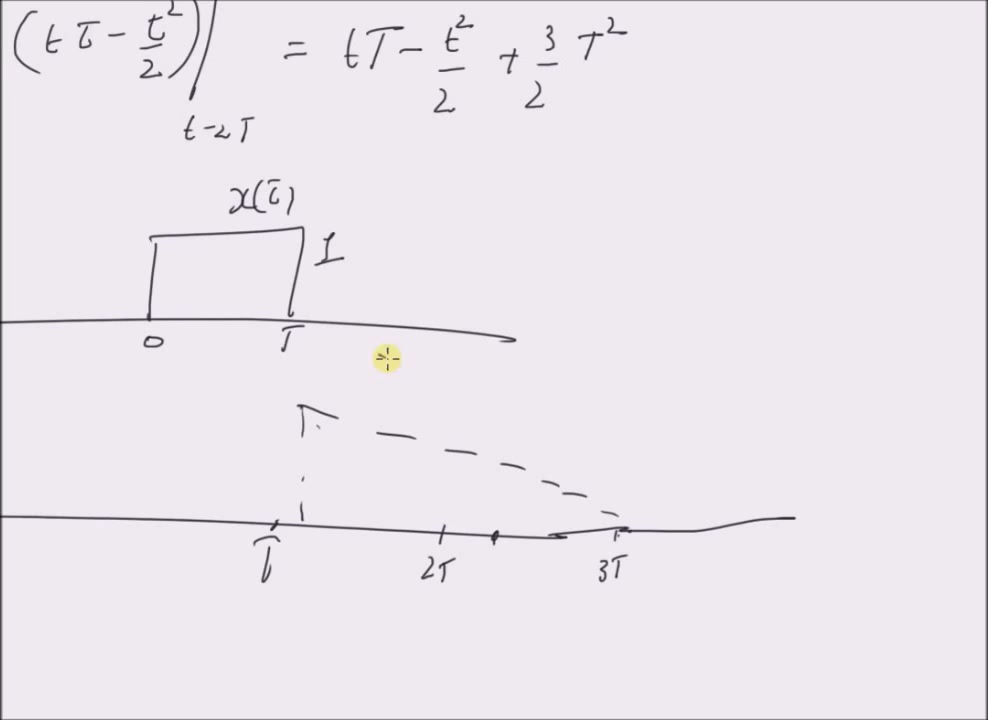 (tτ - t²/2)| = tT - t²/2 + 3/2 T²
t-2T
x(τ)
1
0 T
T 2T 3T